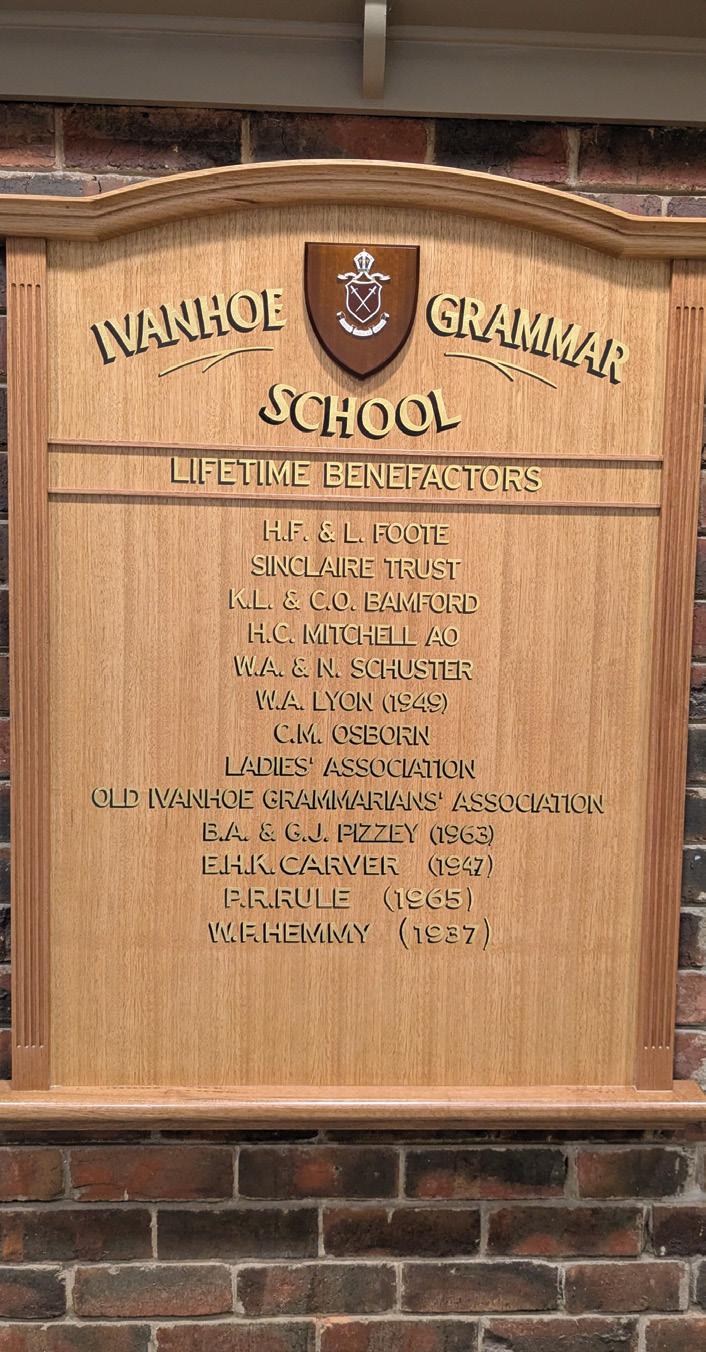 IVANHOE GRAMMAR
SCHOOL
LIFETIME BENEFACTORS
H.F. & L. FOOTE
SINCLAIRE TRUST
K.L. & C.O. BAMFORD
H.C. MITCHELL AO
W.A. & N. SCHUSTER
W.A. LYON (1949)
C.M. OSBORN
LADIES' ASSOCIATION
OLD IVANHOE GRAMMARIANS' ASSOCIATION
B.A. & G.J. PIZZEY (1963)
E.H.K.CARVER (1947)
P.R.RULE (1965)
W.P.HEMMY (1937)